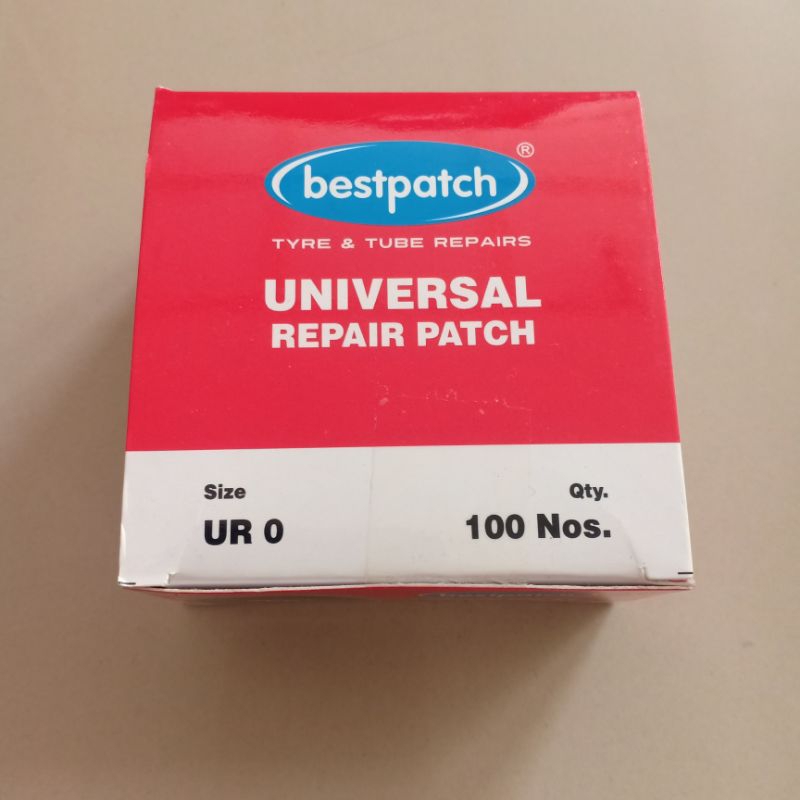 bestpatch ®
TYRE & TUBE REPAIRS
UNIVERSAL
REPAIR PATCH
Size Qty.
UR 0 100 Nos.